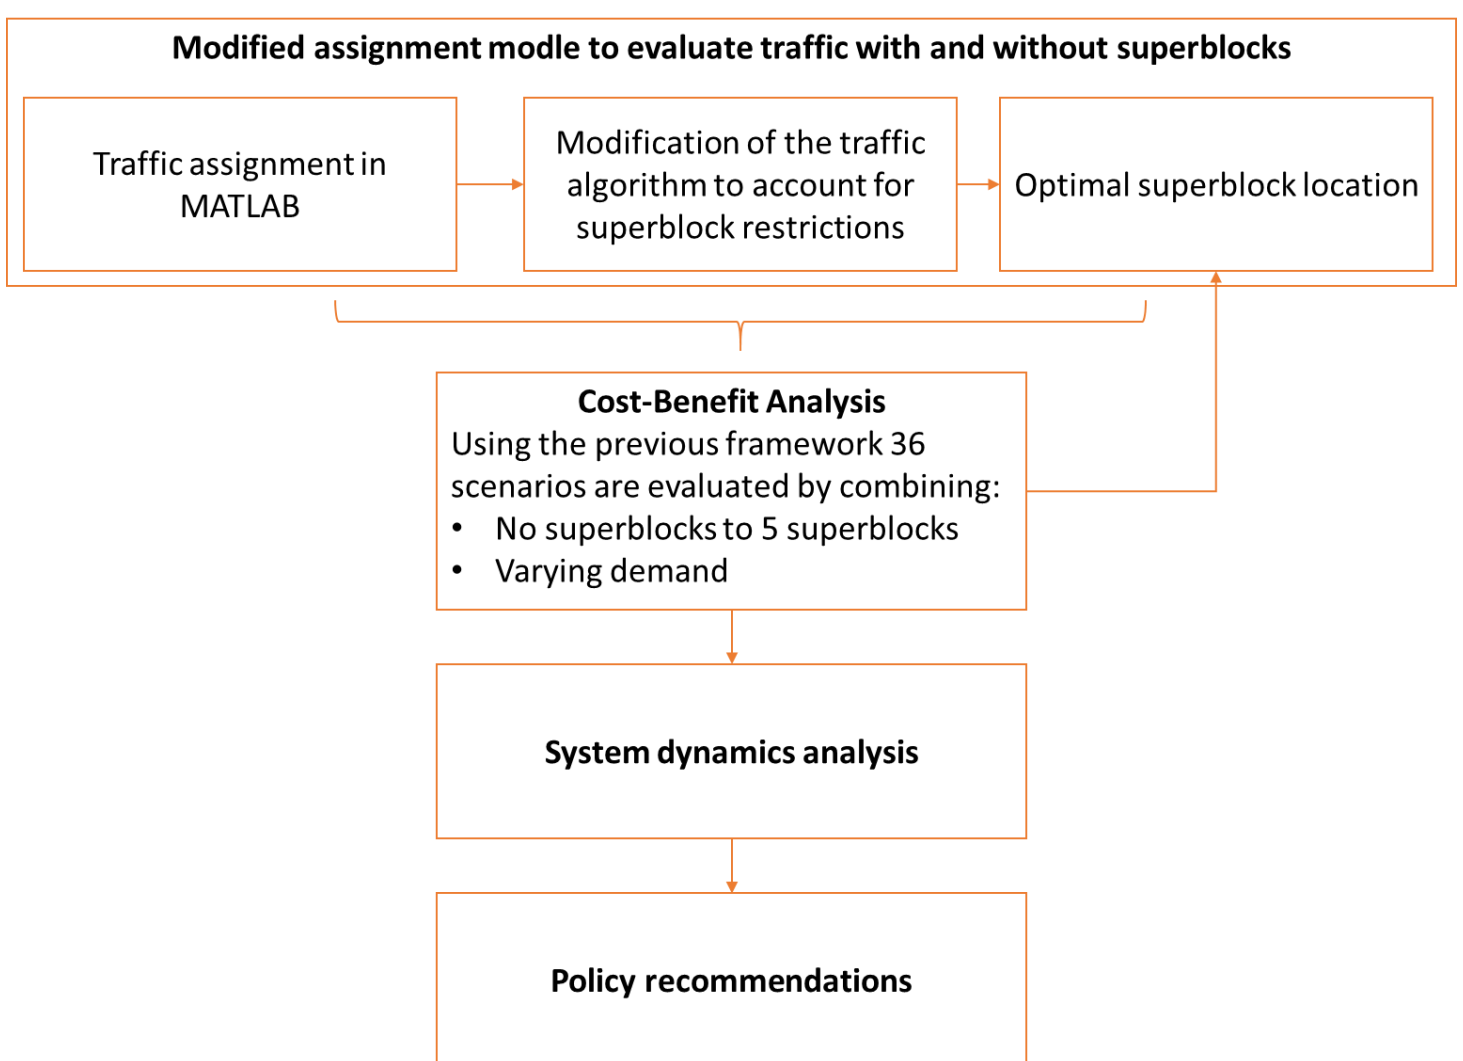 Modified assignment modle to evaluate traffic with and without superblocks
Traffic assignment in
MATLAB
Modification of the traffic
algorithm to account for
superblock restrictions
Optimal superblock location
Cost-Benefit Analysis
Using the previous framework 36
scenarios are evaluated by combining:
• No superblocks to 5 superblocks
• Varying demand
System dynamics analysis
Policy recommendations